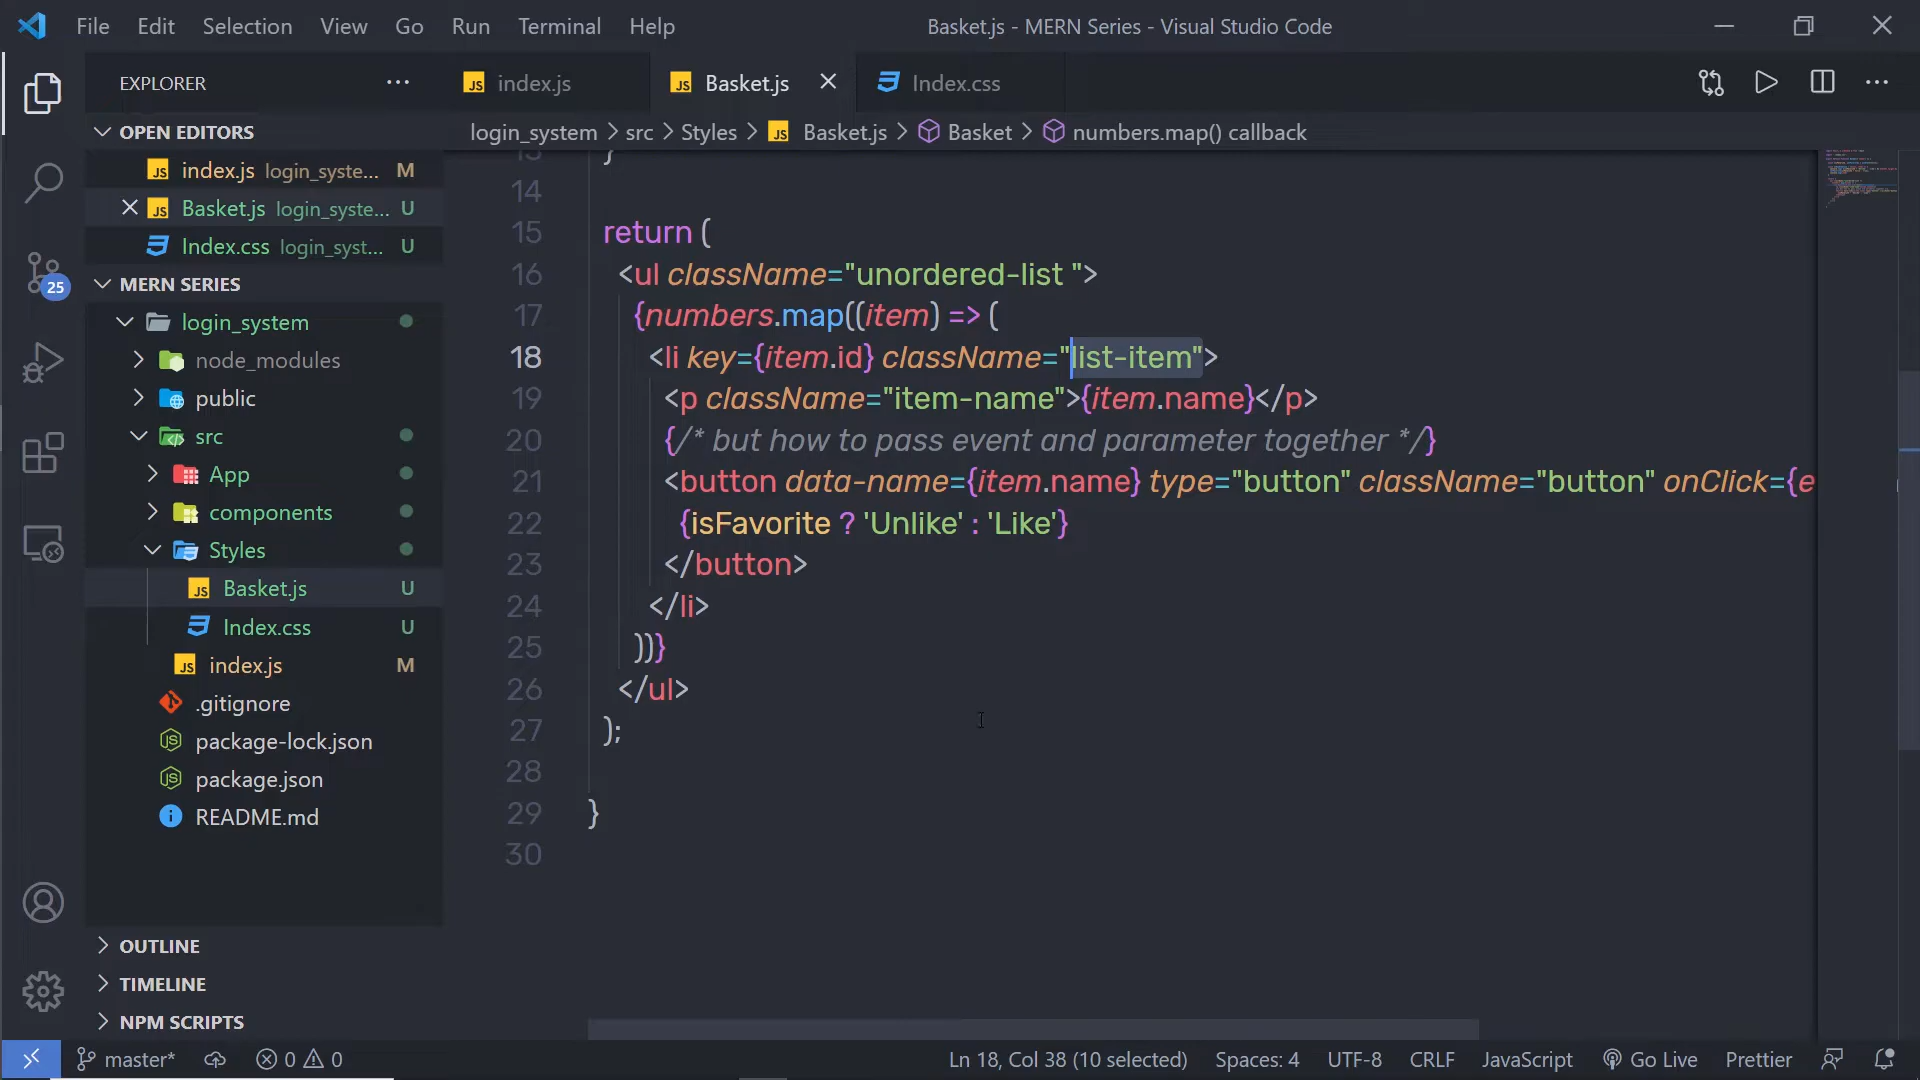 File Edit Selection View Go Run Terminal Help Basket.js - MERN Series - Visual Studio Code
EXPLORER
index.js Basket.js Index.css
OPEN EDITORS
index.js login_syste... M
Basket.js login_syste... U
Index.css login_syst... U
MERN SERIES
login_system
node_modules
public
src
App
components
Styles
Basket.js U
Index.css U
index.js M
.gitignore
package-lock.json
package.json
README.md
OUTLINE
TIMELINE
NPM SCRIPTS
25
login_system > src > Styles > JS Basket.js > Basket > numbers.map() callback
13 }
14
15 return (
16 <ul className="unordered-list ">
17 {numbers.map((item) => (
18 <li key={item.id} className="list-item">
19 <p className="item-name">{item.name}</p>
20 {/* but how to pass event and parameter together */}
21 <button data-name={item.name} type="button" className="button" onClick={e
22 {isFavorite ? 'Unlike' : 'Like'}
23 </button>
24 </li>
25 ))}
26 </ul>
27 );
28
29 }
30
master* 0 0 Ln 18, Col 38 (10 selected) Spaces: 4 UTF-8 CRLF JavaScript Go Live Prettier